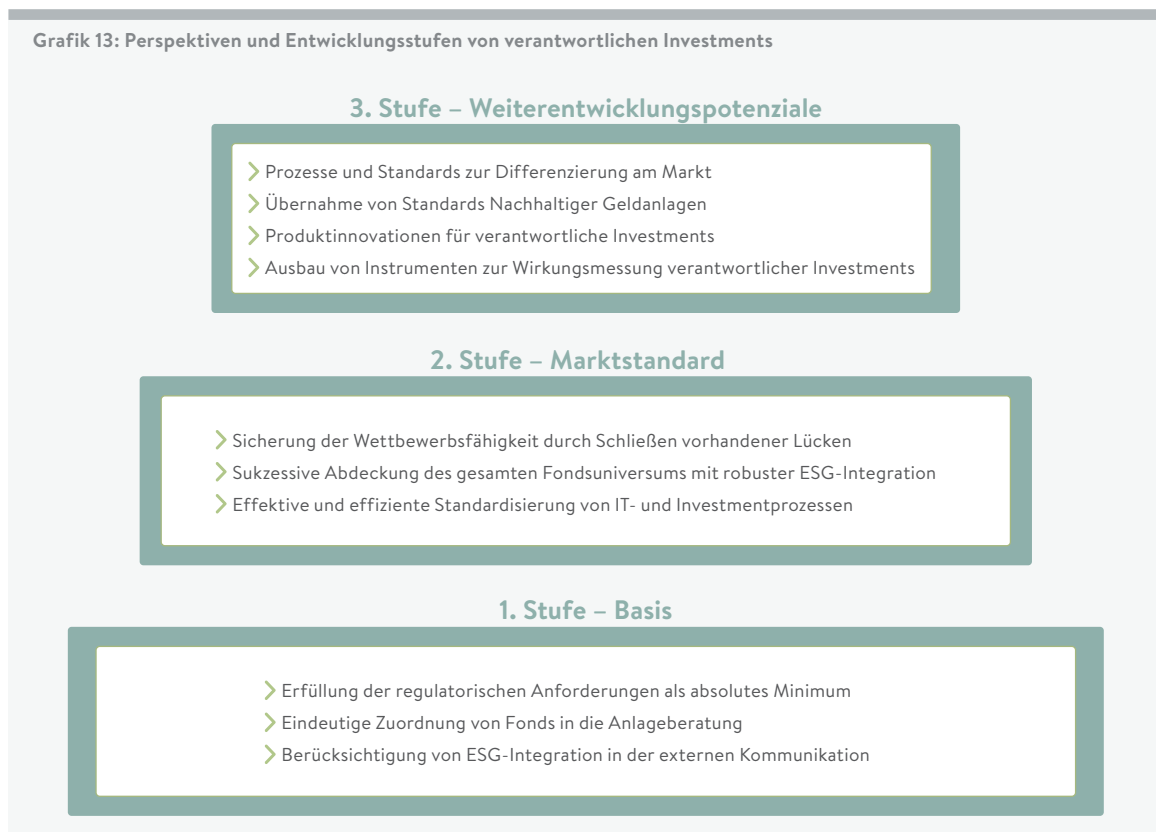 Grafik 13: Perspektiven und Entwicklungsstufen von verantwortlichen Investments
3. Stufe – Weiterentwicklungspotenziale
Prozesse und Standards zur Differenzierung am Markt
Übernahme von Standards Nachhaltiger Geldanlagen
Produktinnovationen für verantwortliche Investments
Ausbau von Instrumenten zur Wirkungsmessung verantwortlicher Investments
2. Stufe – Marktstandard
Sicherung der Wettbewerbsfähigkeit durch Schließen vorhandener Lücken
Sukzessive Abdeckung des gesamten Fondsuniversums mit robuster ESG-Integration
Effektive und effiziente Standardisierung von IT- und Investmentprozessen
1. Stufe – Basis
Erfüllung der regulatorischen Anforderungen als absolutes Minimum
Eindeutige Zuordnung von Fonds in die Anlageberatung
Berücksichtigung von ESG-Integration in der externen Kommunikation